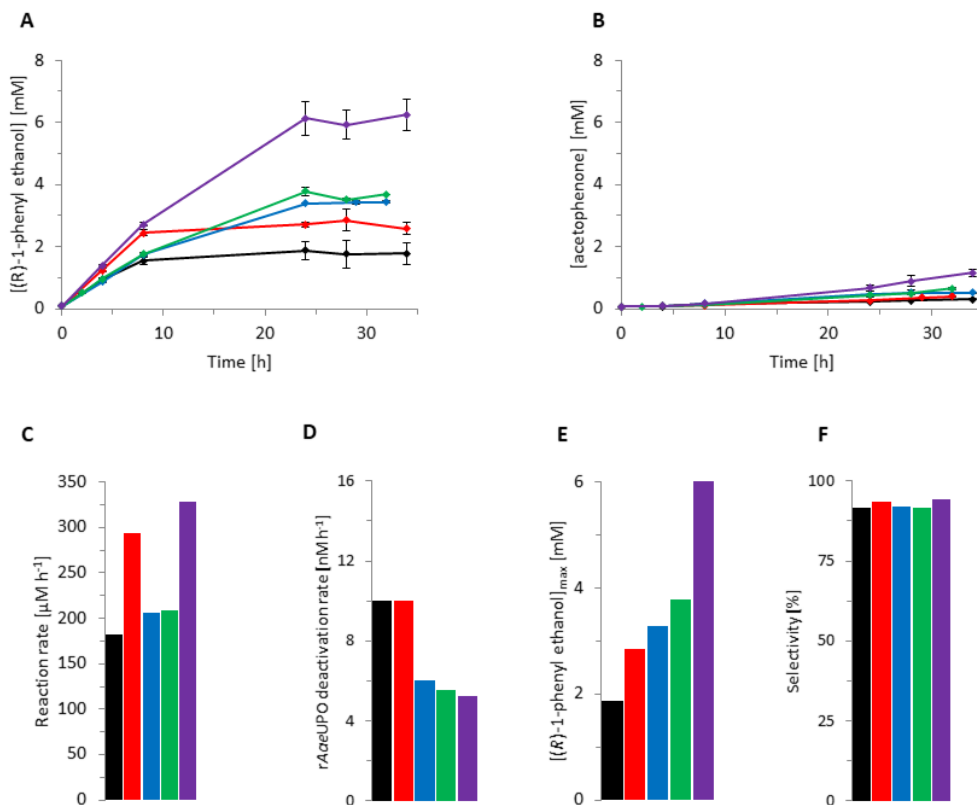 A
[(R)-1-phenyl ethanol] [mM]
8
6
4
2
0
0
10
20
30
Time [h]
B
[acetophenone] [mM]
8
6
4
2
0
0
10
20
30
Time [h]
C
Reaction rate [µM h-1]
350
300
250
200
150
100
50
0
D
rAaeUPO deactivation rate [nM h-1]
16
12
8
4
0
E
[(R)-1-phenyl ethanol]max [mM]
6
4
2
0
F
Selectivity [%]
100
75
50
25
0